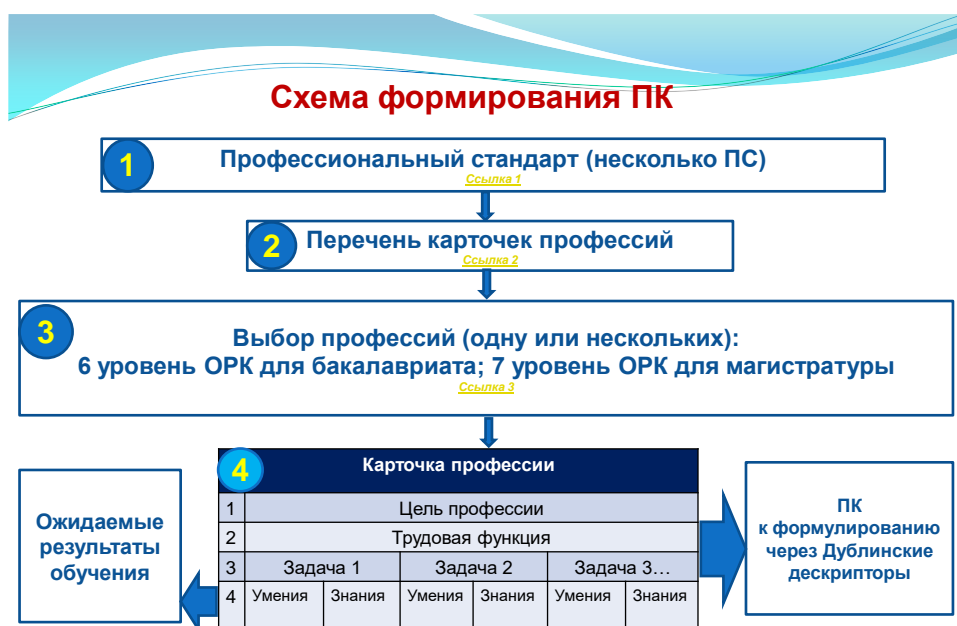 Схема формирования ПК
1
Профессиональный стандарт (несколько ПС)
Ссылка 1
2
Перечень карточек профессий
Ссылка 2
3
Выбор профессий (одну или нескольких):
6 уровень ОРК для бакалавриата; 7 уровень ОРК для магистратуры
Ссылка 3
Ожидаемые
результаты
обучения
4
Карточка профессии
1 Цель профессии
2 Трудовая функция
3 Задача 1 Задача 2 Задача 3...
4 Умения Знания Умения Знания Умения Знания
ПК
к формулированию
через Дублинские
дескрипторы